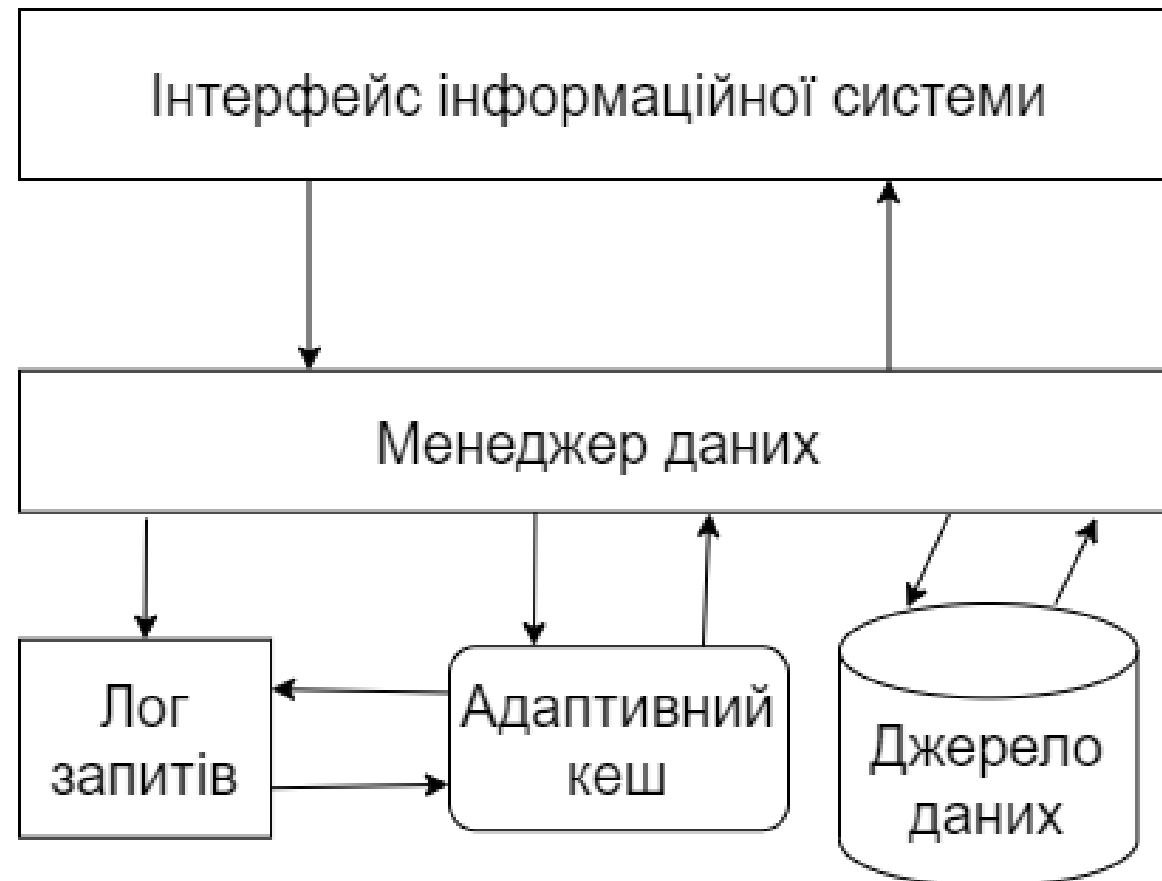 Інтерфейс інформаційної системи
Менеджер даних
Лог
запитів
Адаптивний
кеш
Джерело
даних